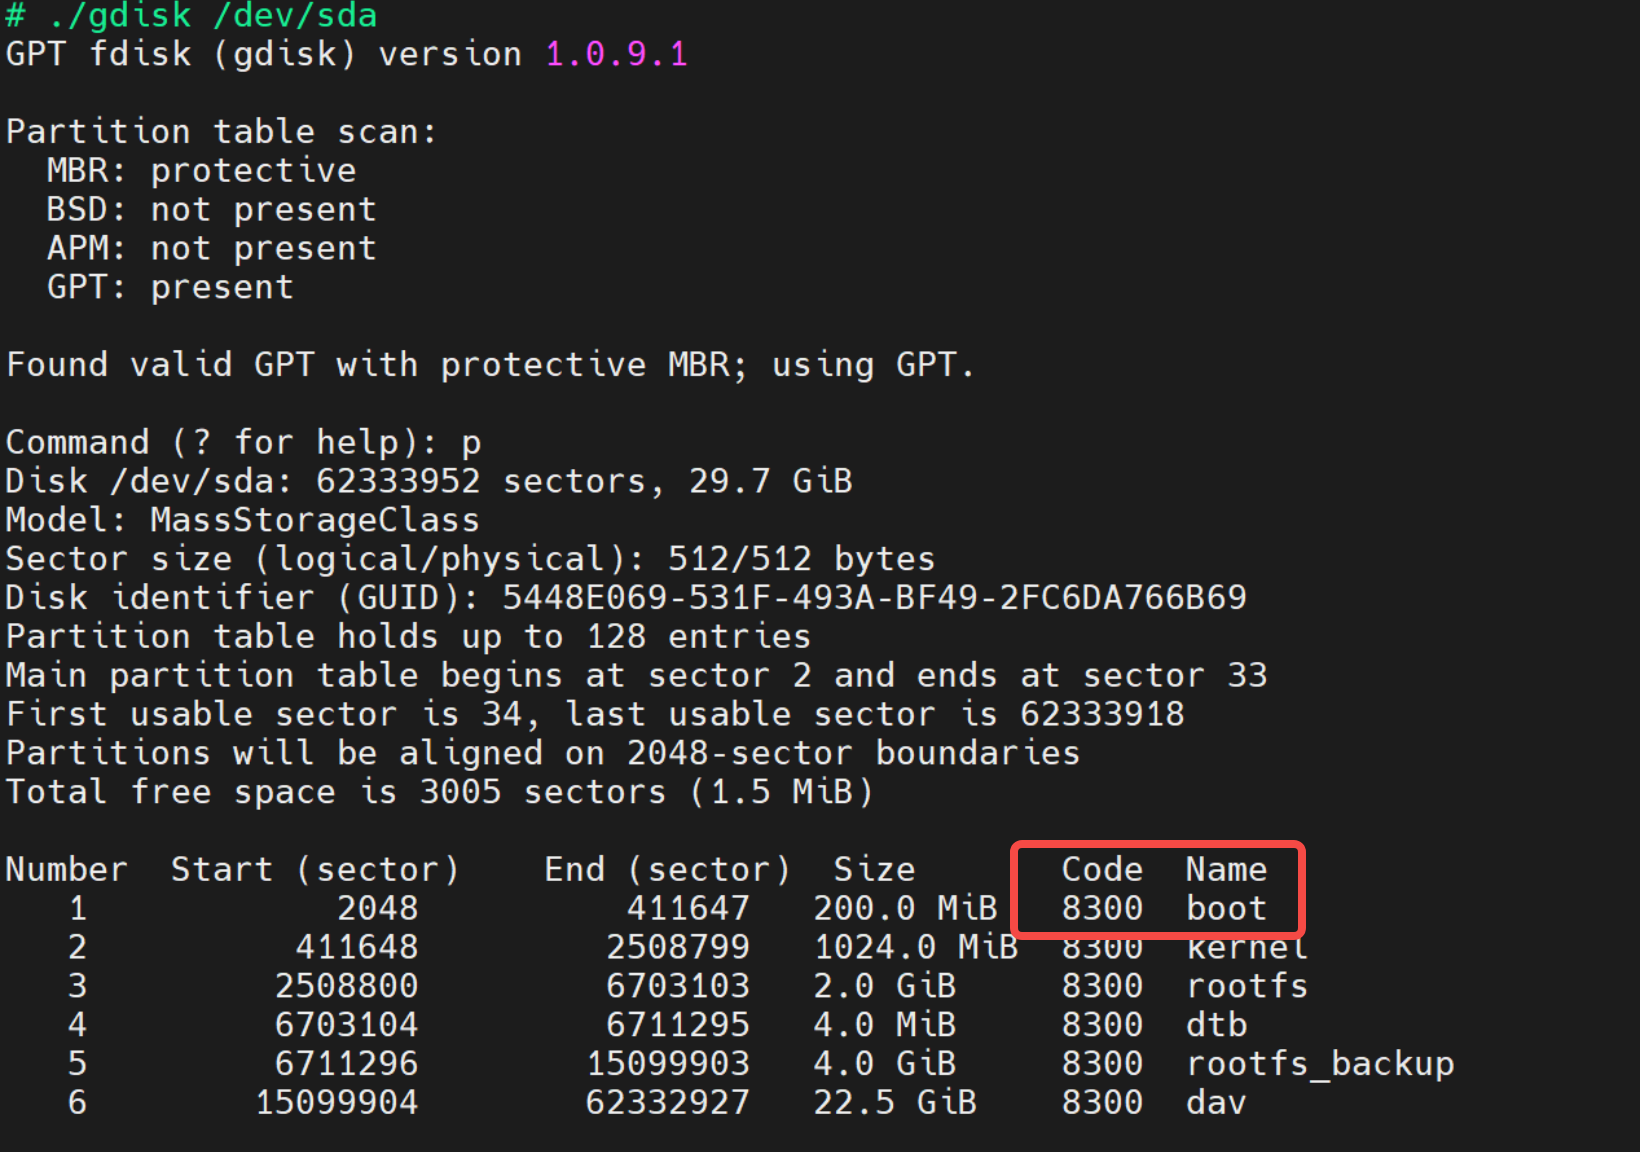 # ./gdisk /dev/sda
GPT fdisk (gdisk) version 1.0.9.1
Partition table scan:
MBR: protective
BSD: not present
APM: not present
GPT: present
Found valid GPT with protective MBR; using GPT.
Command (? for help): p
Disk /dev/sda: 62333952 sectors, 29.7 GiB
Model: MassStorageClass
Sector size (logical/physical): 512/512 bytes
Disk identifier (GUID): 5448E069-531F-493A-BF49-2FC6DA766B69
Partition table holds up to 128 entries
Main partition table begins at sector 2 and ends at sector 33
First usable sector is 34, last usable sector is 62333918
Partitions will be aligned on 2048-sector boundaries
Total free space is 3005 sectors (1.5 MiB)
Number  Start (sector)    End (sector)  Size       Code  Name
1            2048          411647   200.0 MiB   8300  boot
2          411648         2508799   1024.0 MiB  8300  kernel
3         2508800         6703103   2.0 GiB     8300  rootfs
4         6703104         6711295   4.0 MiB     8300  dtb
5         6711296        15099903   4.0 GiB     8300  rootfs_backup
6        15099904        62332927   22.5 GiB    8300  dav